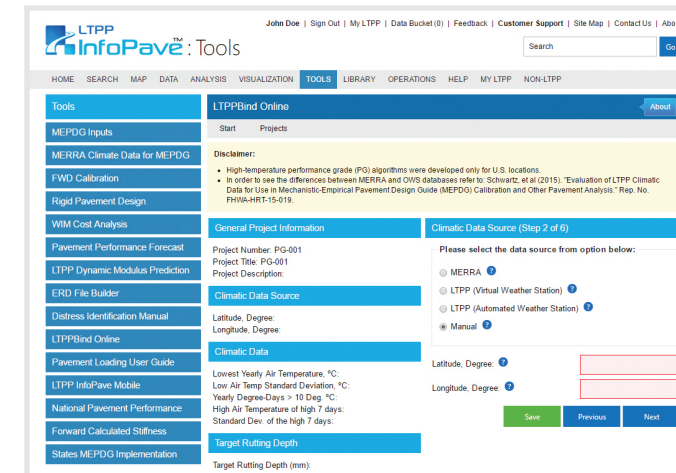 John Doe | Sign Out | My LTPP | Data Bucket (0) | Feedback | Customer Support | Site Map | Contact Us | Abo
LTPP
InfoPave™: Tools
Search
Go
HOME SEARCH MAP DATA ANALYSIS VISUALIZATION TOOLS LIBRARY OPERATIONS HELP MY LTPP NON-LTPP
Tools
MEPDG Inputs
MERRA Climate Data for MEPDG
FWD Calibration
Rigid Pavement Design
WIM Cost Analysis
Pavement Performance Forecast
LTPP Dynamic Modulus Prediction
ERD File Builder
Distress Identification Manual
LTPPBind Online
Pavement Loading User Guide
LTPP InfoPave Mobile
National Pavement Performance
Forward Calculated Stiffness
States MEPDG Implementation
LTPPBind Online
About
Start Projects
Disclaimer:
• High-temperature performance grade (PG) algorithms were developed only for U.S. locations.
• In order to see the differences between MERRA and OWS databases refer to: Schwartz, et al (2015). "Evaluation of LTPP Climatic
Data for Use in Mechanistic-Empirical Pavement Design Guide (MEPDG) Calibration and Other Pavement Analysis." Rep. No.
FHWA-HRT-15-019.
General Project Information
Project Number: PG-001
Project Title: PG-001
Project Description:
Climatic Data Source
Latitude, Degree:
Longitude, Degree:
Climatic Data
Lowest Yearly Air Temperature, ºC:
Low Air Temp Standard Deviation, ºC:
Yearly Degree-Days > 10 Deg. ºC:
High Air Temperature of high 7 days:
Standard Dev. of the high 7 days:
Target Rutting Depth
Target Rutting Depth (mm):
Climatic Data Source (Step 2 of 6)
Please select the data source from option below:
MERRA ?
LTPP (Virtual Weather Station) ?
LTPP (Automated Weather Station) ?
Manual ?
Latitude, Degree: ?
Longitude, Degree: ?
Save Previous Next